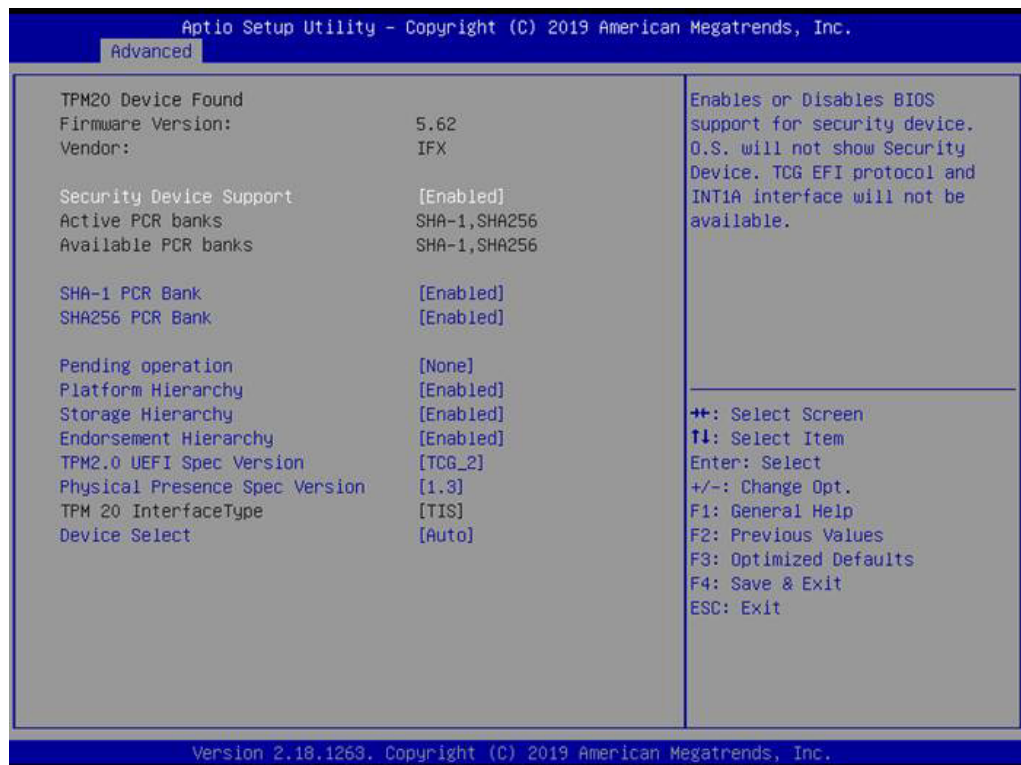 Aptio Setup Utility – Copyright (C) 2019 American Megatrends, Inc.
Advanced
TPM20 Device Found
Firmware Version: 5.62
Vendor: IFX
Security Device Support [Enabled]
Active PCR banks SHA-1,SHA256
Available PCR banks SHA-1,SHA256
SHA-1 PCR Bank [Enabled]
SHA256 PCR Bank [Enabled]
Pending operation [None]
Platform Hierarchy [Enabled]
Storage Hierarchy [Enabled]
Endorsement Hierarchy [Enabled]
TPM2.0 UEFI Spec Version [TCG_2]
Physical Presence Spec Version [1.3]
TPM 20 InterfaceType [TIS]
Device Select [Auto]
Enables or Disables BIOS
support for security device.
O.S. will not show Security
Device. TCG EFI protocol and
INT1A interface will not be
available.
→←: Select Screen
↑↓: Select Item
Enter: Select
+/-: Change Opt.
F1: General Help
F2: Previous Values
F3: Optimized Defaults
F4: Save & Exit
ESC: Exit
Version 2.18.1263. Copyright (C) 2019 American Megatrends, Inc.